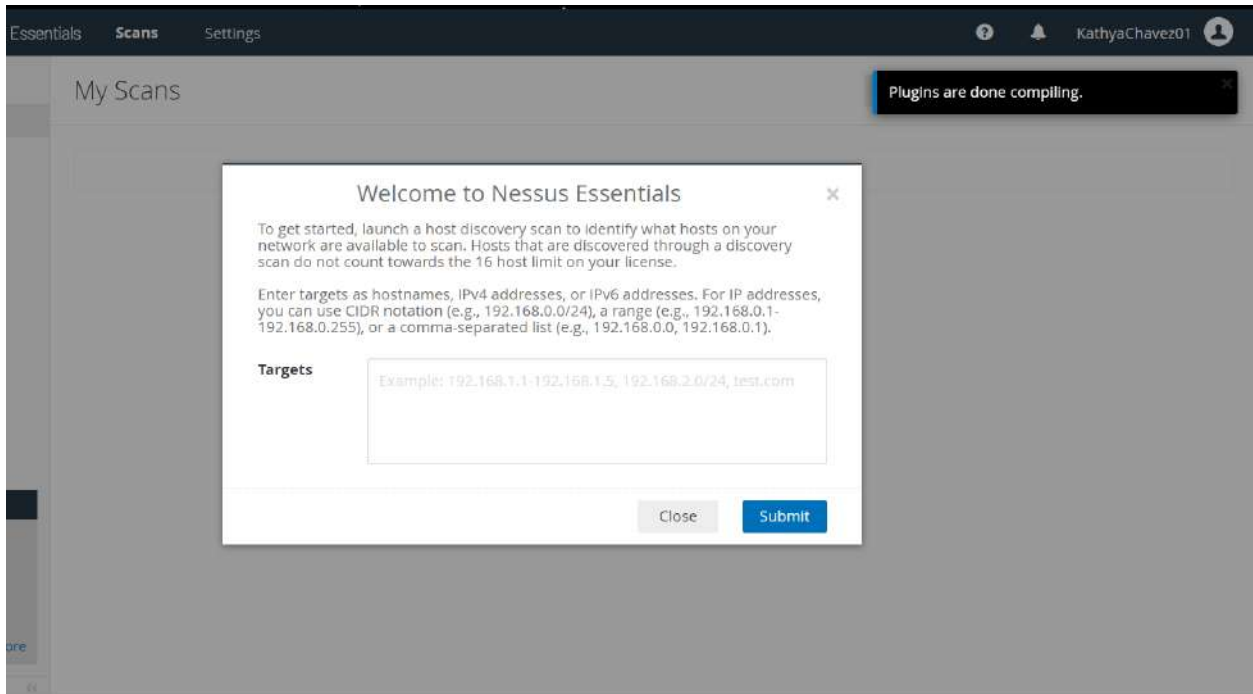 Essentials Scans Settings KathyaChavez01
My Scans
Plugins are done compiling.
Welcome to Nessus Essentials
To get started, launch a host discovery scan to identify what hosts on your
network are available to scan. Hosts that are discovered through a discovery
scan do not count towards the 16 host limit on your license.
Enter targets as hostnames, IPv4 addresses, or IPv6 addresses. For IP addresses,
you can use CIDR notation (e.g., 192.168.0.0/24), a range (e.g., 192.168.0.1-
192.168.0.255), or a comma-separated list (e.g., 192.168.0.0, 192.168.0.1).
Targets
Example: 192.168.1.1-192.168.1.5, 192.168.2.0/24, test.com
Close Submit
ore